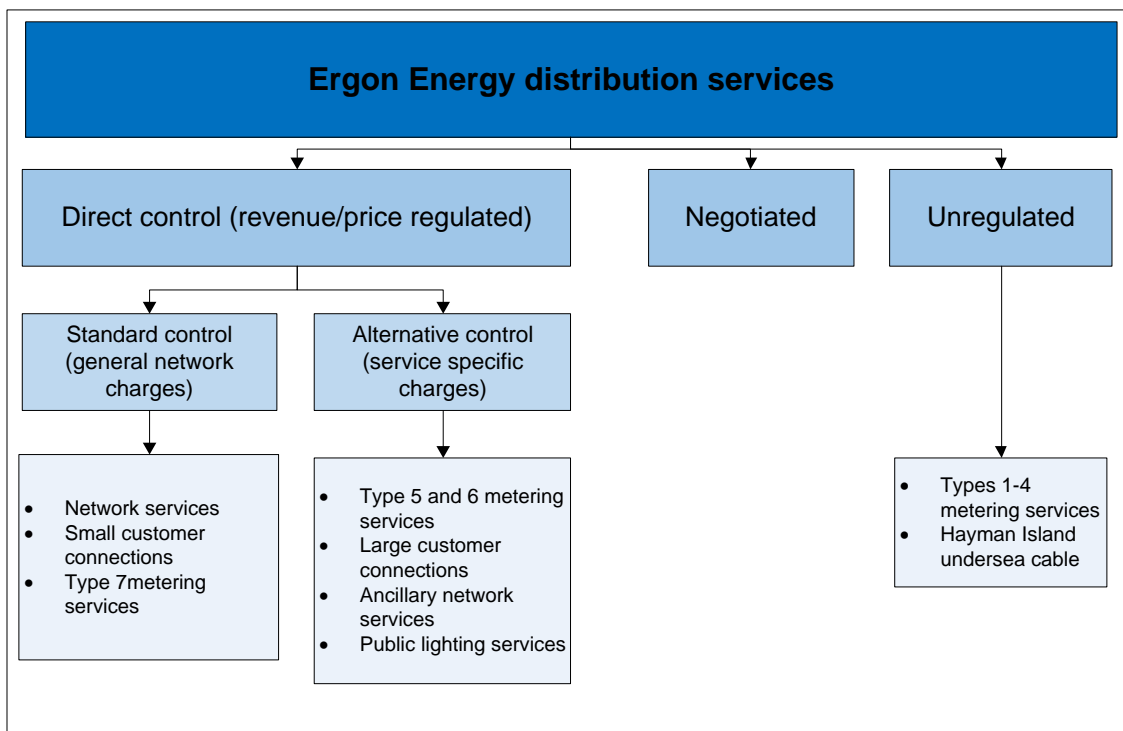 Ergon Energy distribution services
Direct control (revenue/price regulated)
Negotiated
Unregulated
Standard control
(general network
charges)
Alternative control
(service specific
charges)
• Network services
• Small customer
connections
• Type 7metering
services
• Type 5 and 6 metering
services
• Large customer
connections
• Ancillary network
services
• Public lighting services
• Types 1-4
metering services
• Hayman Island
undersea cable